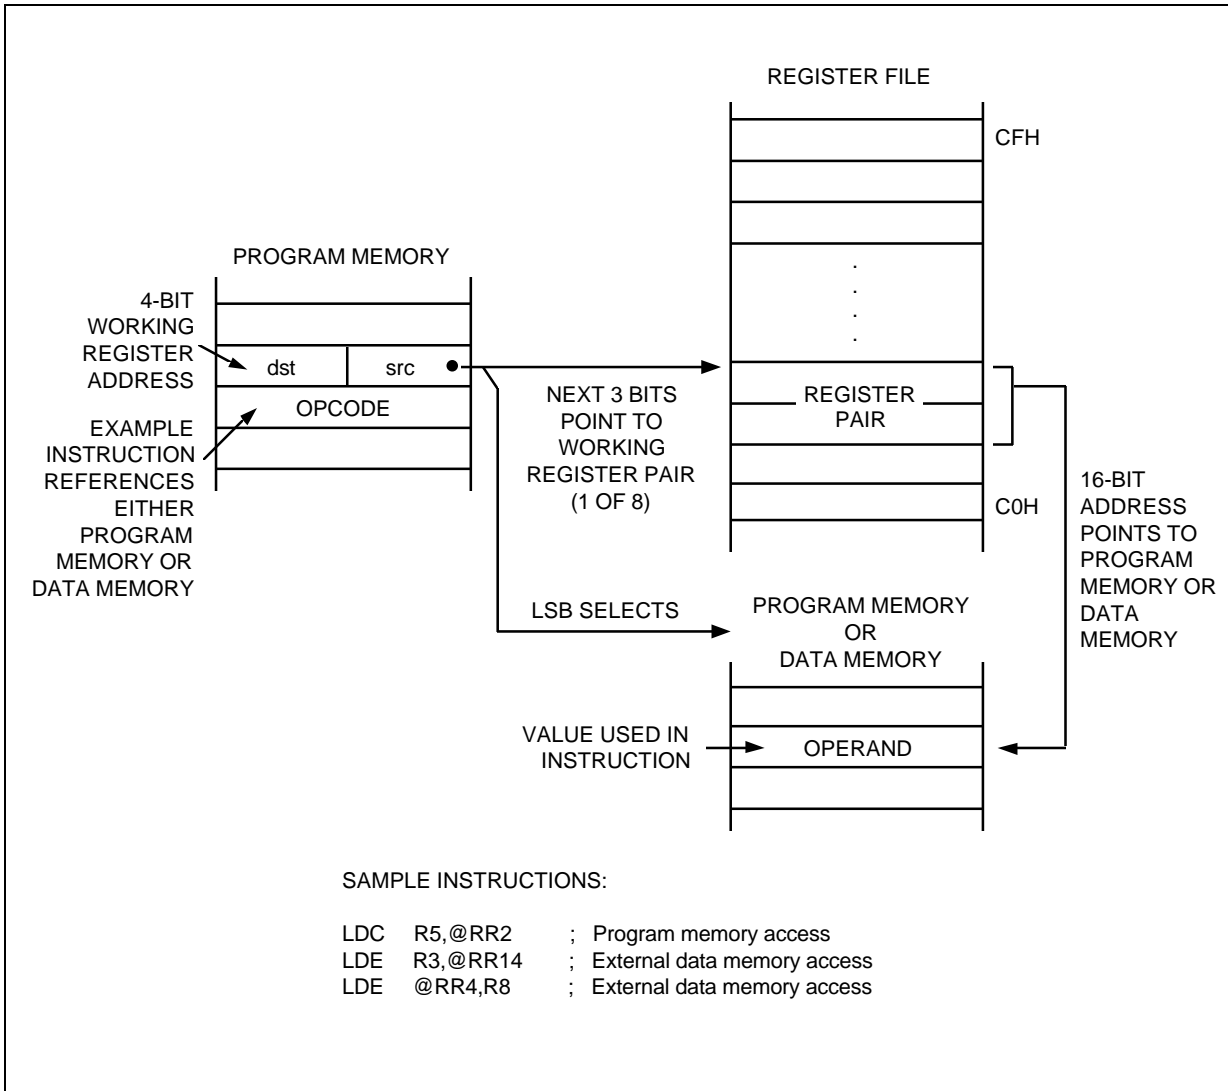 REGISTER FILE
CFH
PROGRAM MEMORY
4-BIT
WORKING
REGISTER
ADDRESS
dst
src
OPCODE
EXAMPLE
INSTRUCTION
REFERENCES
EITHER
PROGRAM
MEMORY OR
DATA MEMORY
NEXT 3 BITS
POINT TO
WORKING
REGISTER PAIR
(1 OF 8)
REGISTER
PAIR
C0H
16-BIT
ADDRESS
POINTS TO
PROGRAM
MEMORY OR
DATA
MEMORY
LSB SELECTS
PROGRAM MEMORY
OR
DATA MEMORY
VALUE USED IN
INSTRUCTION
OPERAND
SAMPLE INSTRUCTIONS:
LDC R5,@RR2 ; Program memory access
LDE R3,@RR14 ; External data memory access
LDE @RR4,R8 ; External data memory access